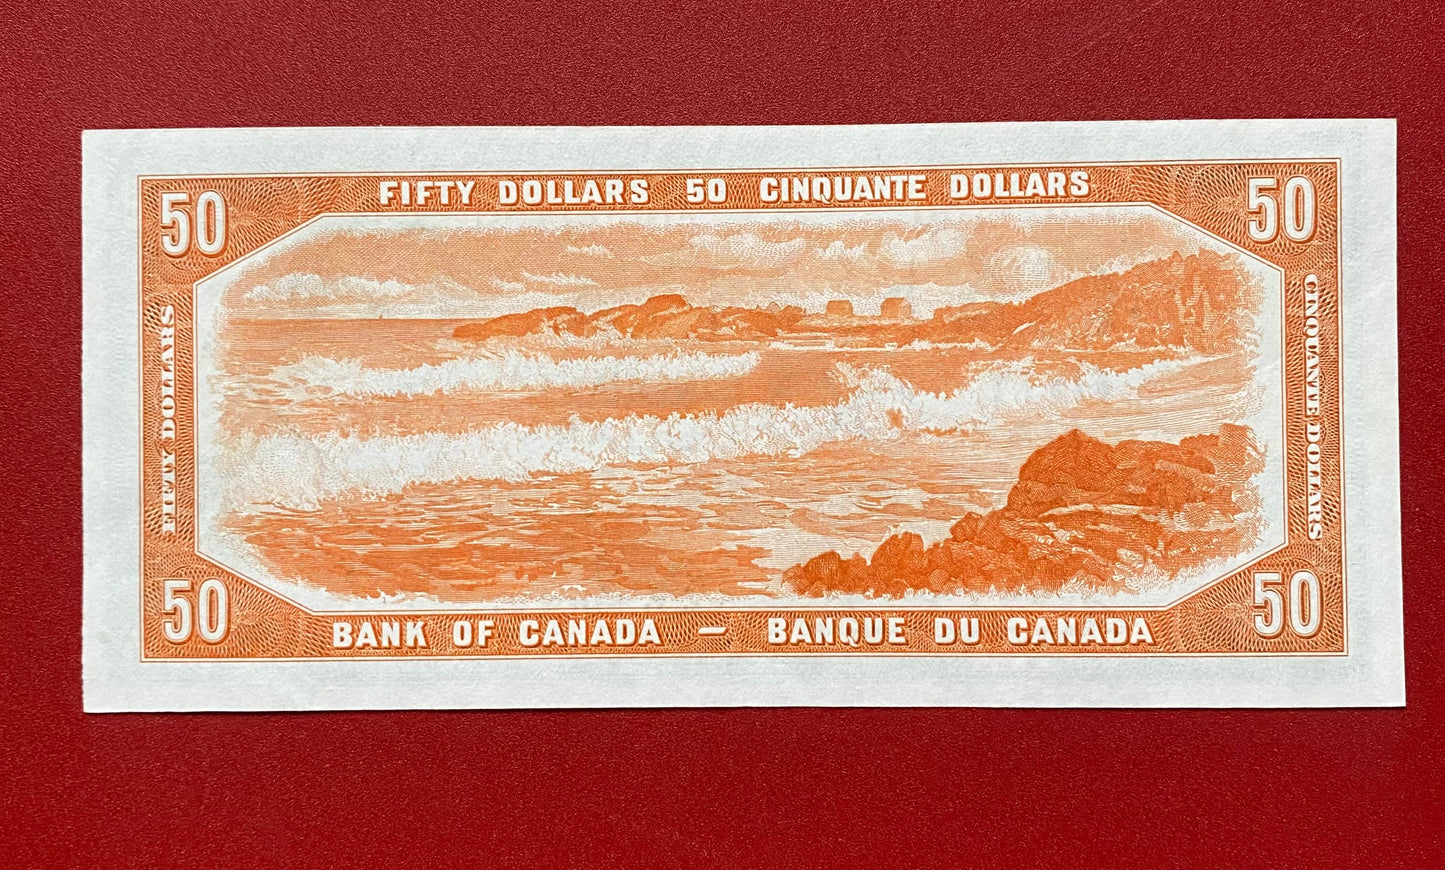 50 FIFTY DOLLARS 50 CINQUANTE DOLLARS 50
FIFTY DOLLARS
CINQUANTE DOLLARS
50 BANK OF CANADA — BANQUE DU CANADA 50